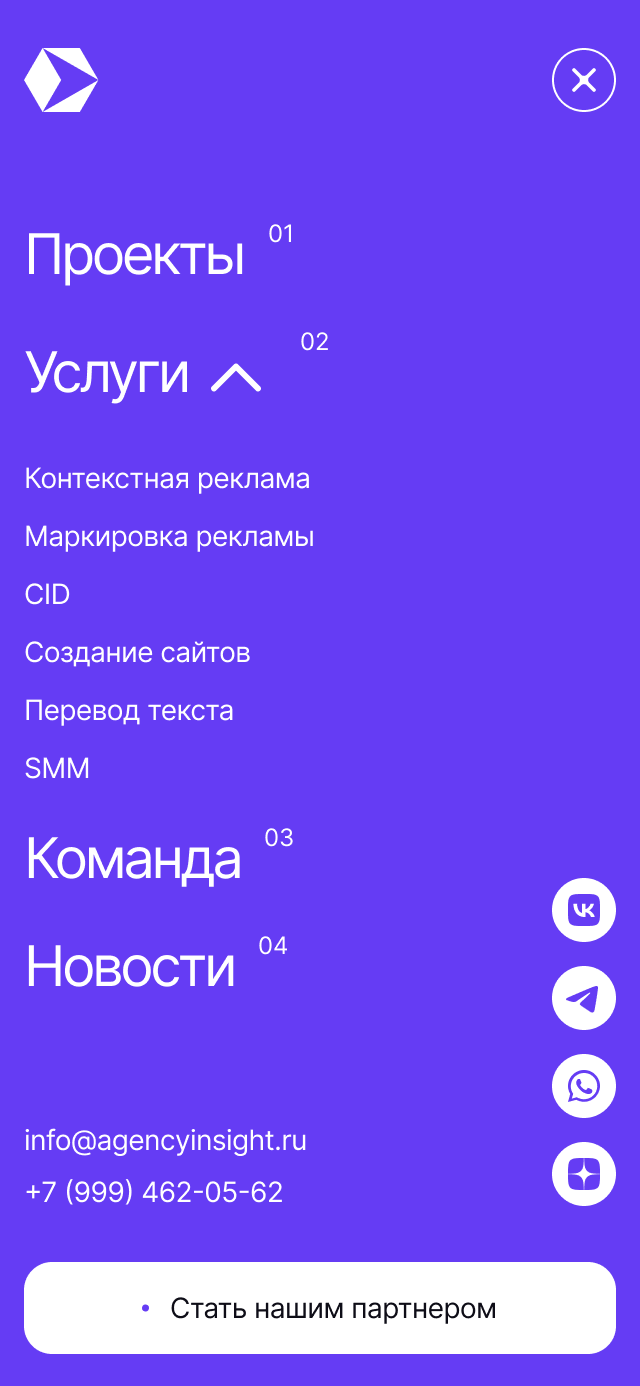 Проекты 01
Услуги 02
Контекстная реклама
Маркировка рекламы
CID
Создание сайтов
Перевод текста
SMM
Команда 03
Новости 04
info@agencyinsight.ru
+7 (999) 462-05-62
• Стать нашим партнером